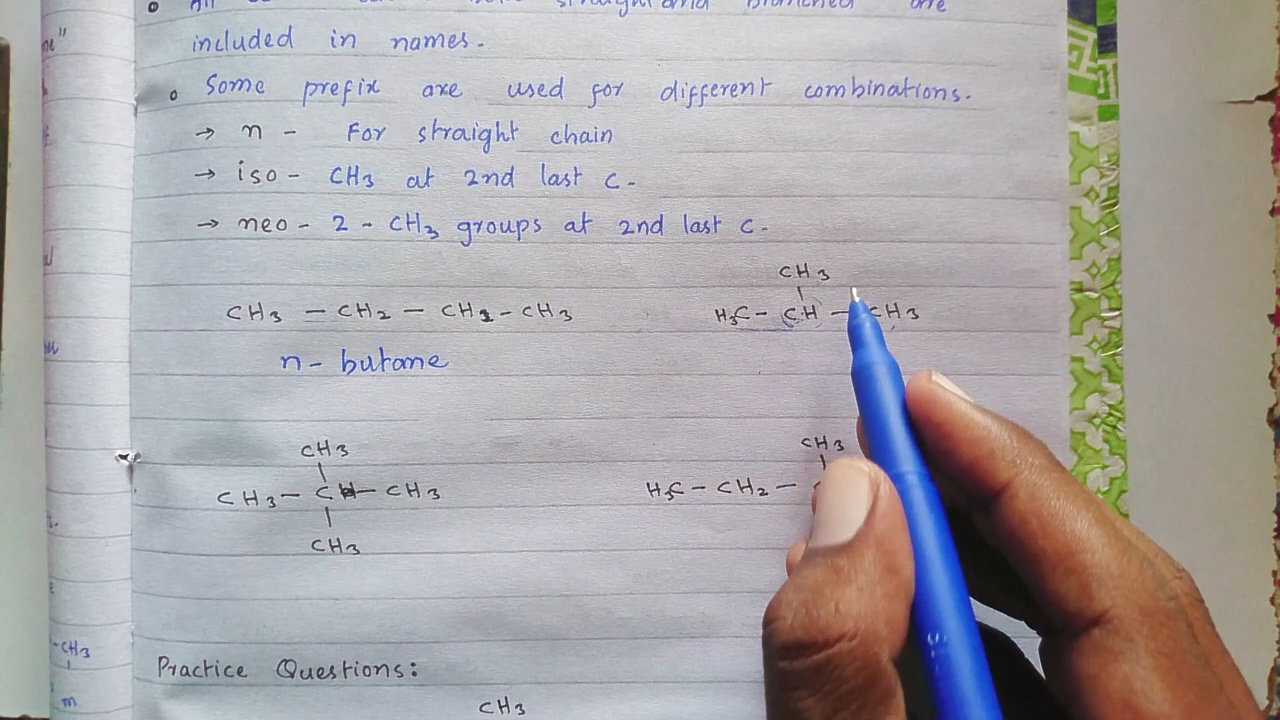 included in names.
Some prefix are used for different combinations.
→ n - For straight chain
→ iso - CH3 at 2nd last C.
→ neo - 2 - CH3 groups at 2nd last C.
CH3
CH3 - CH2 - CH2 - CH3
H3C - CH - CH3
n - butane
CH3
CH3 - C - CH3
CH3
CH3
H3C - CH2 -
Practice Questions:
CH3
-CH3
m